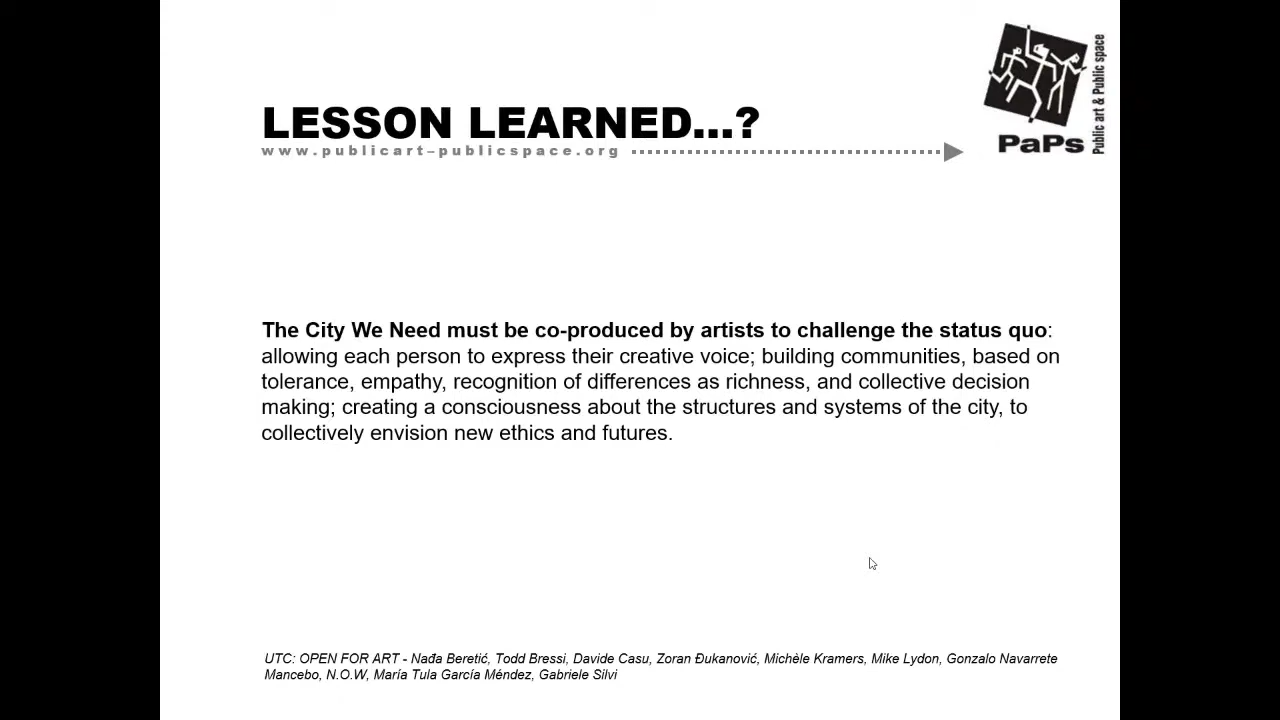 LESSON LEARNED...?
www.publicart-publicspace.org
PaPs
Public art & Public space
The City We Need must be co-produced by artists to challenge the status quo:
allowing each person to express their creative voice; building communities, based on
tolerance, empathy, recognition of differences as richness, and collective decision
making; creating a consciousness about the structures and systems of the city, to
collectively envision new ethics and futures.
UTC: OPEN FOR ART - Nađa Beretić, Todd Bressi, Davide Casu, Zoran Đukanović, Michèle Kramers, Mike Lydon, Gonzalo Navarrete
Mancebo, N.O.W, María Tula García Méndez, Gabriele Silvi